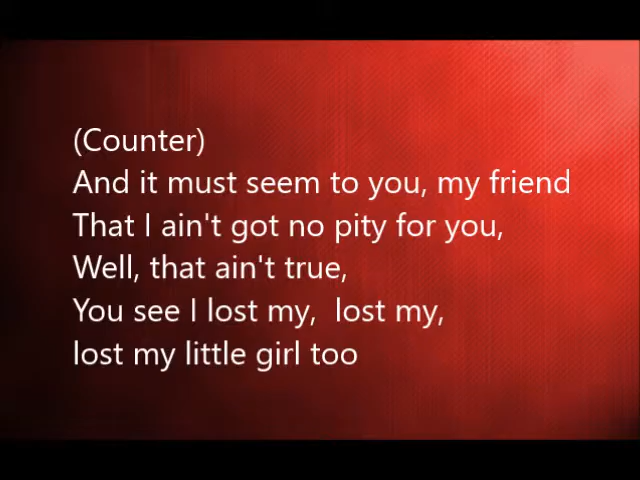 (Counter)
And it must seem to you, my friend
That I ain't got no pity for you,
Well, that ain't true,
You see I lost my,  lost my,
lost my little girl too